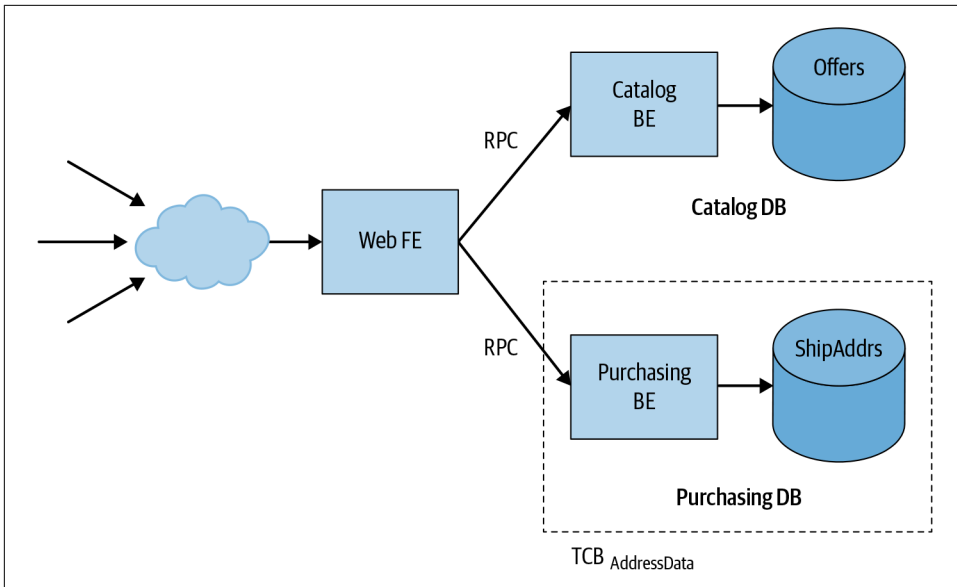 Offers
Catalog
BE
RPC
Catalog DB
Web FE
RPC
ShipAddrs
Purchasing
BE
Purchasing DB
TCB AddressData